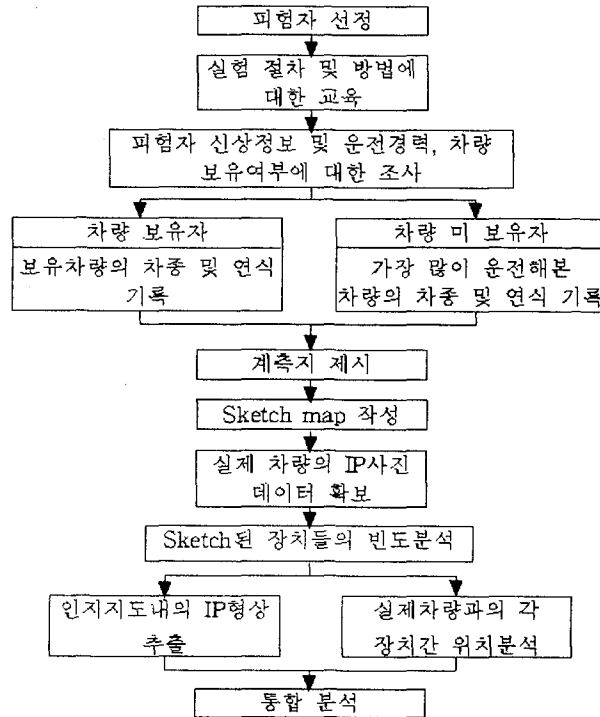 피험자 선정
실험 절차 및 방법에
대한 교육
피험자 신상정보 및 운전경력, 차량
보유여부에 대한 조사
차량 보유자
보유차량의 차종 및 연식
기록
차량 미 보유자
가장 많이 운전해본
차량의 차종 및 연식 기록
계측지 제시
Sketch map 작성
실제 차량의 IP사진
데이터 확보
Sketch된 장치들의 빈도분석
인지지도내의 IP형상
추출
실제차량과의 각
장치간 위치분석
통합 분석